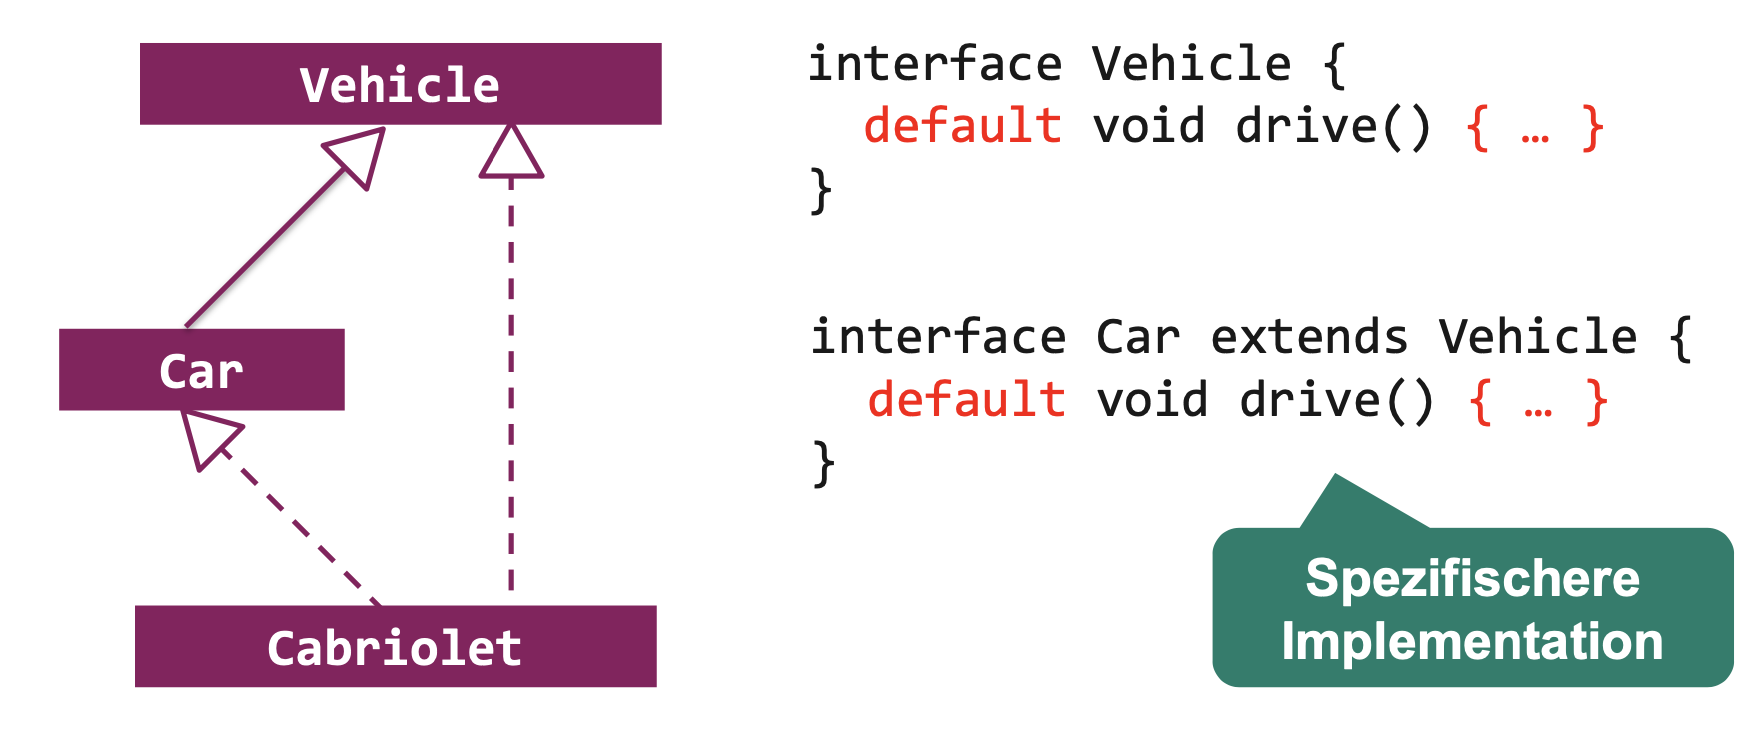 Vehicle
Car
Cabriolet
interface Vehicle {
  default void drive() { … }
}
interface Car extends Vehicle {
  default void drive() { … }
}
Spezifischere
Implementation